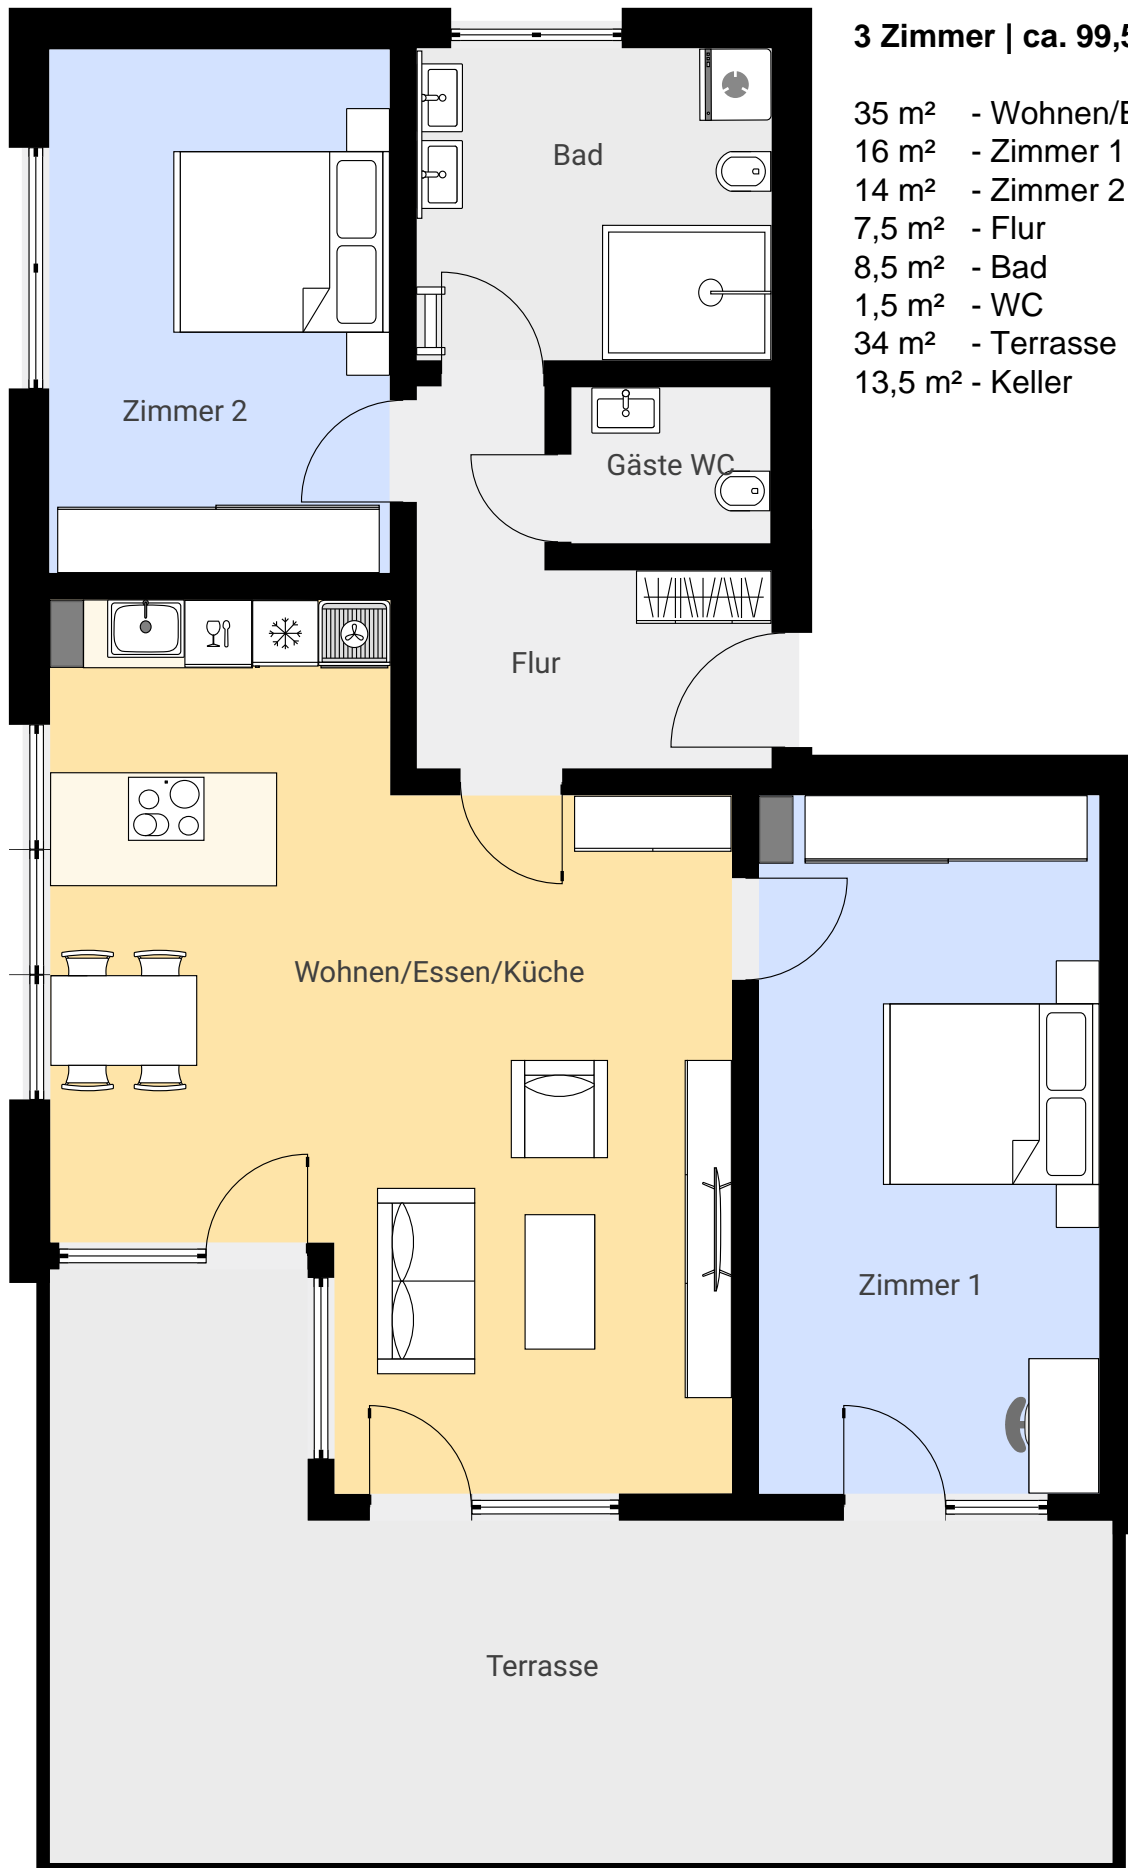 3 Zimmer | ca. 99,5
35 m² - Wohnen/E
16 m² - Zimmer 1
14 m² - Zimmer 2
7,5 m² - Flur
8,5 m² - Bad
1,5 m² - WC
34 m² - Terrasse
13,5 m² - Keller
Bad
Zimmer 2
Gäste WC
Flur
Wohnen/Essen/Küche
Zimmer 1
Terrasse